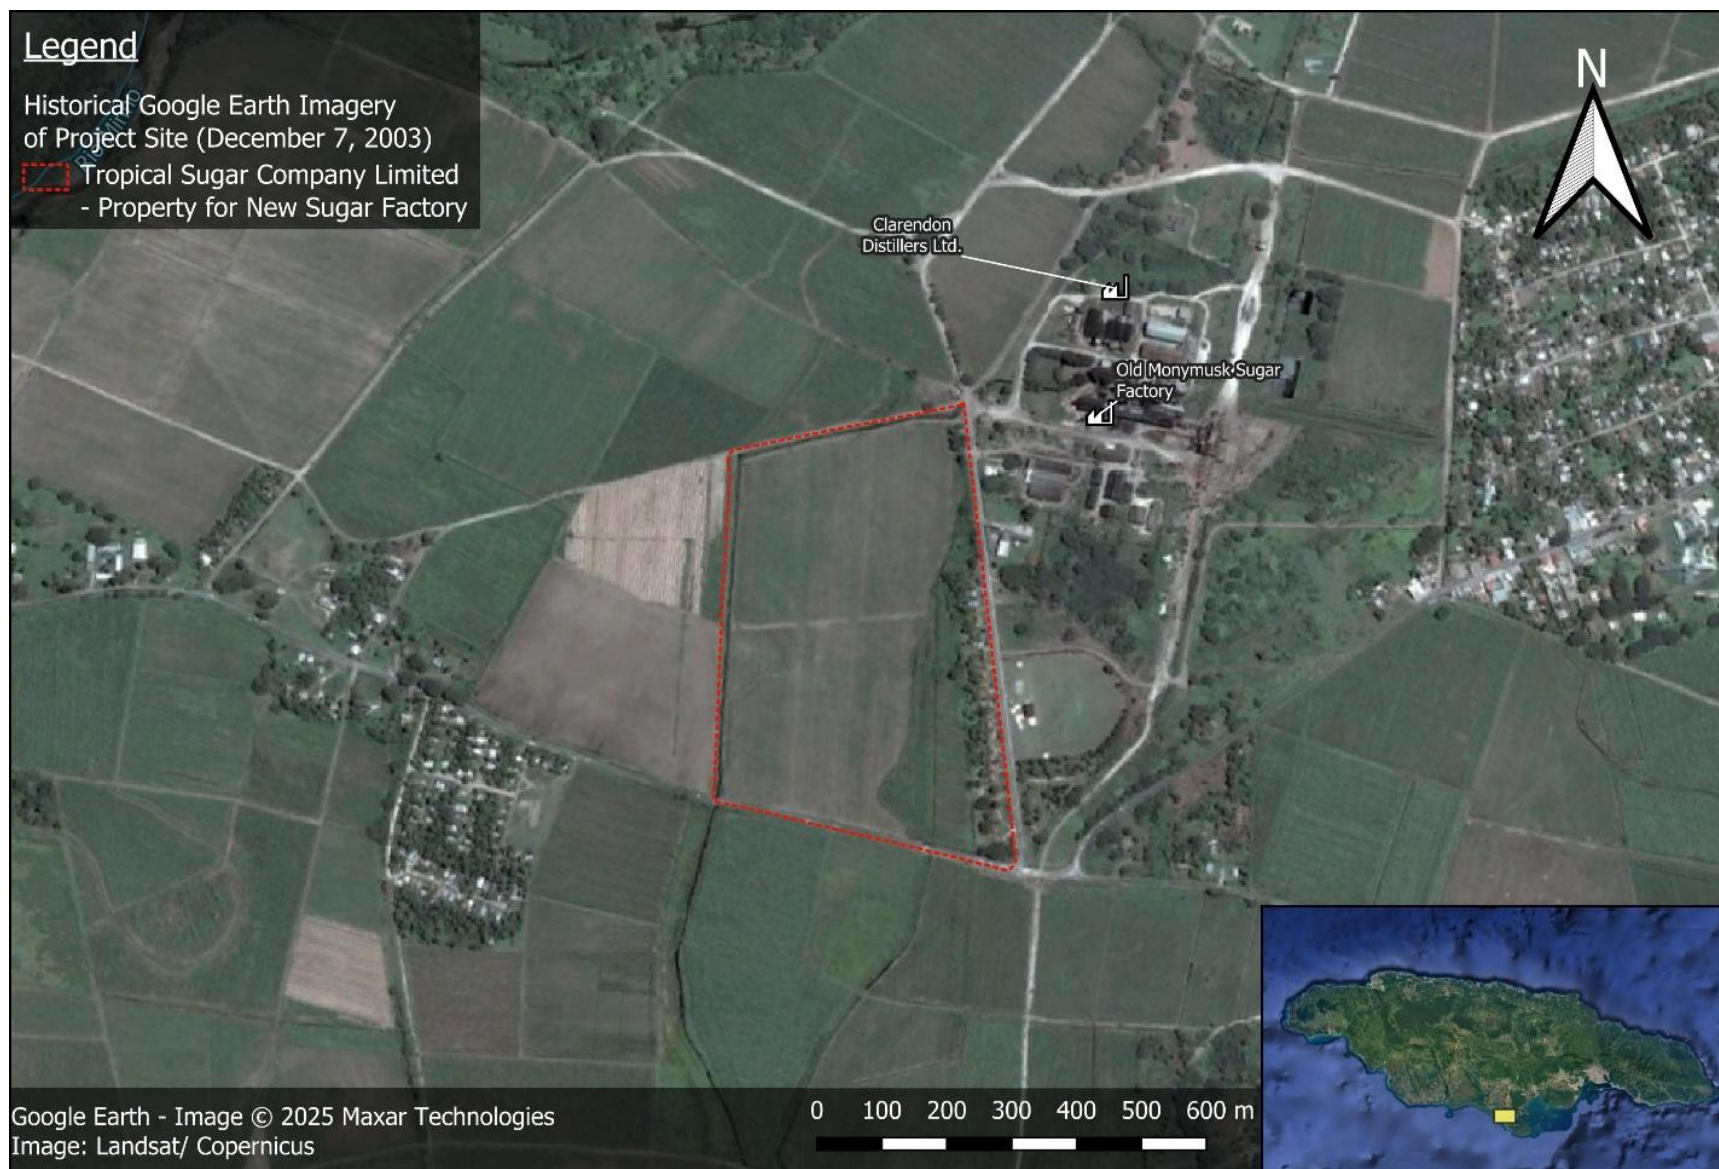 Legend
Historical Google Earth Imagery
of Project Site (December 7, 2003)
Tropical Sugar Company Limited
- Property for New Sugar Factory
Rio Minho
N
Clarendon
Distillers Ltd.
Old Monymusk Sugar
Factory
Google Earth - Image © 2025 Maxar Technologies
Image: Landsat/ Copernicus
0 100 200 300 400 500 600 m